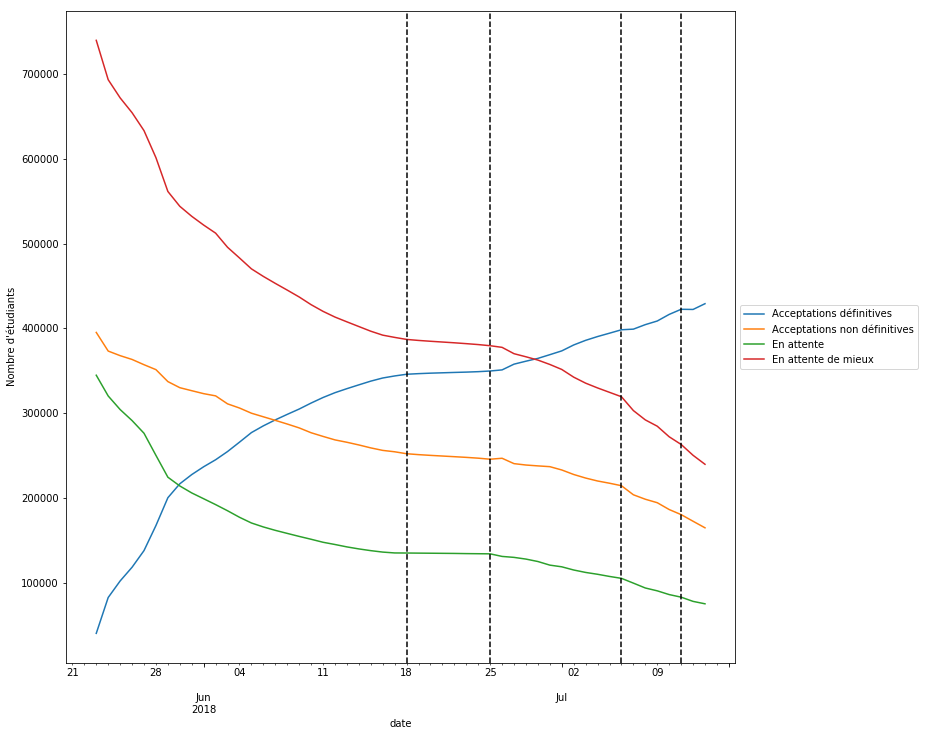 700000
600000
500000
400000
300000
200000
100000
Nombre d'étudiants
21
28
04
11
18
25
02
09
Jun
2018
Jul
date
Acceptations définitives
Acceptations non définitives
En attente
En attente de mieux